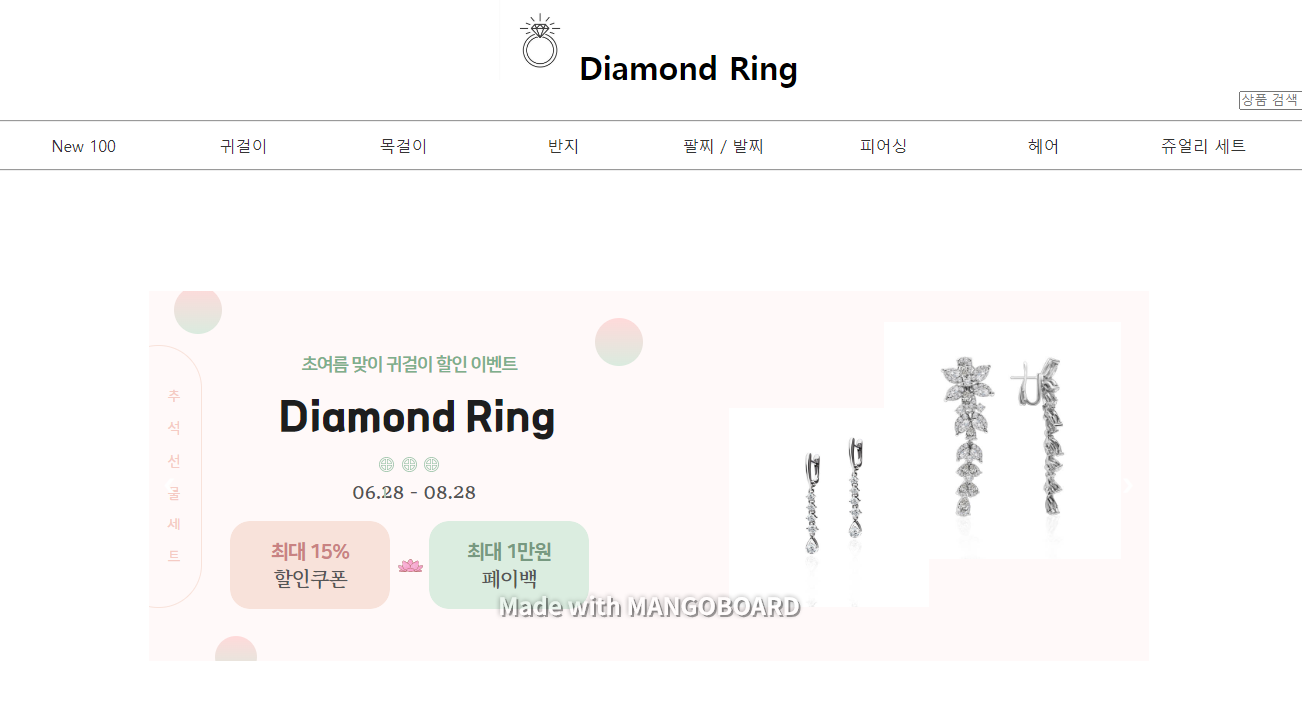 Diamond Ring
상품 검색
New 100 귀걸이 목걸이 반지 팔찌 / 발찌 피어싱 헤어 쥬얼리 세트
추석선물세트
초여름 맞이 귀걸이 할인 이벤트
Diamond Ring
06.28 - 08.28
최대 15%
할인쿠폰
최대 1만원
페이백
Made with MANGOBOARD